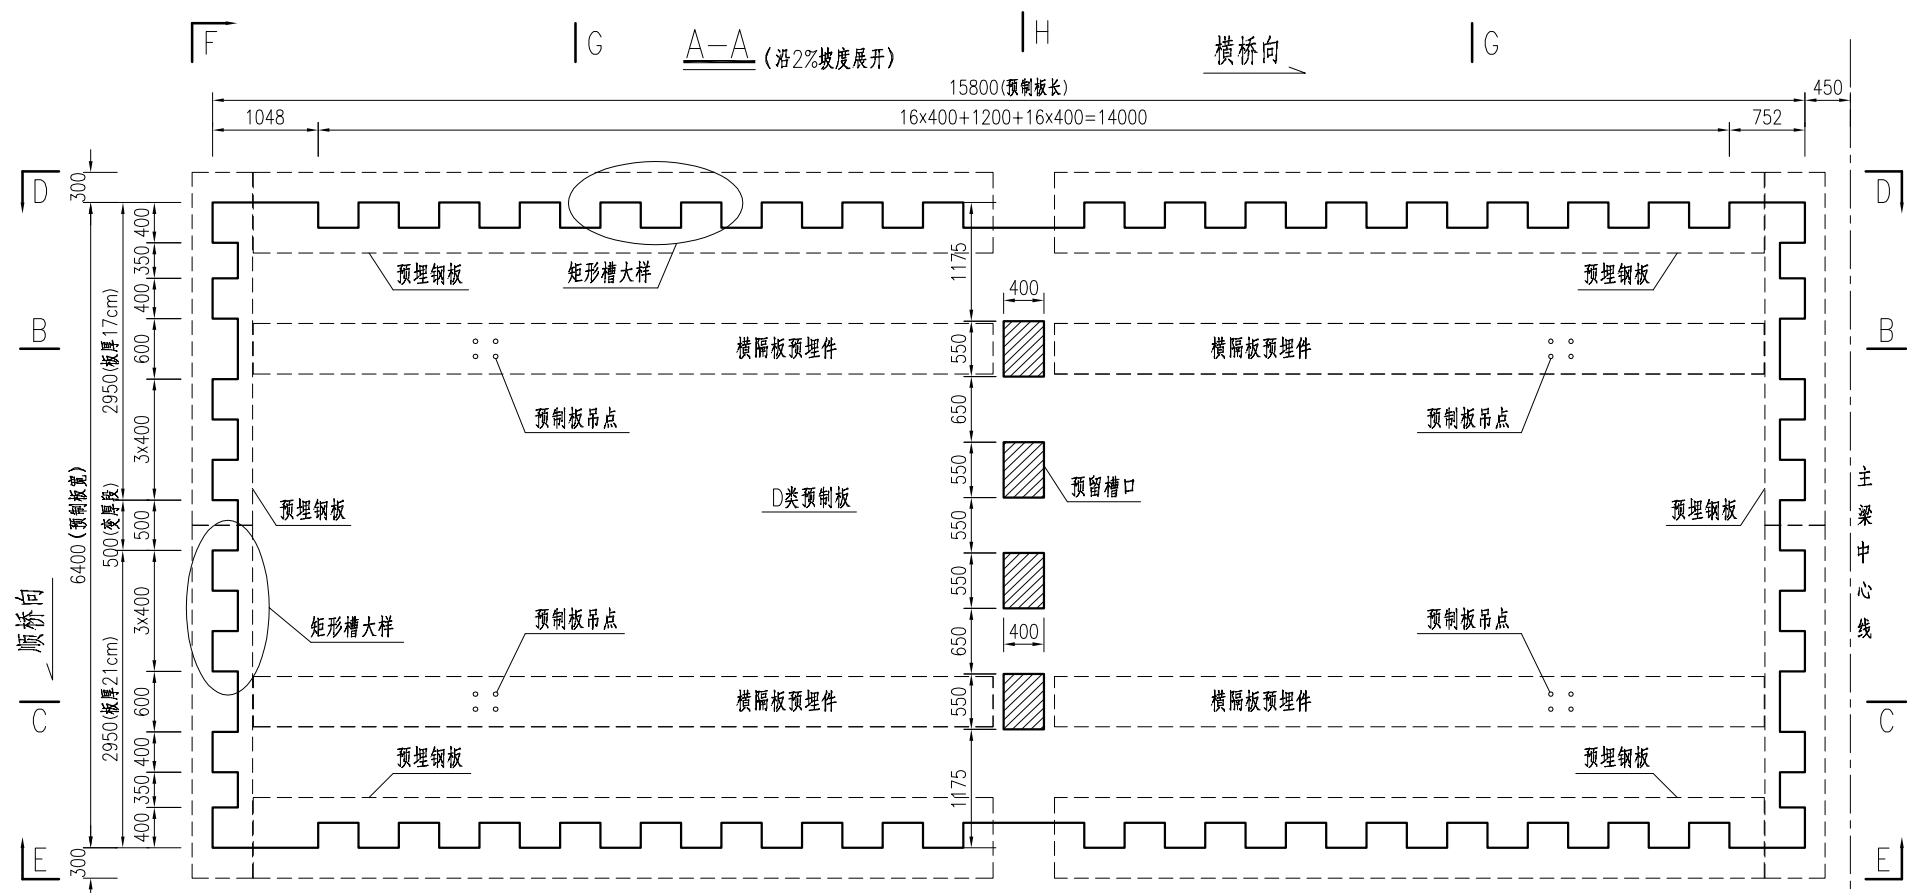 F
G
A-A (沿2%坡度展开)
H
横桥向
G
15800(预制板长)
450
1048
16x400+1200+16x400=14000
752
D
300
D
400
350
400
600
3x400
500
3x400
600
400
350
400
2950(板厚17cm)
500(变厚段)
2950(板厚21cm)
6400(预制板宽)
300
1175
预埋钢板
矩形槽大样
预埋钢板
400
B
横隔板预埋件
550
横隔板预埋件
B
预制板吊点
650
预制板吊点
预埋钢板
D类预制板
550
预留槽口
预埋钢板
主梁中心线
550
顺桥向
矩形槽大样
预制板吊点
550
400
预制板吊点
650
C
横隔板预埋件
550
横隔板预埋件
C
预埋钢板
1175
预埋钢板
E
E